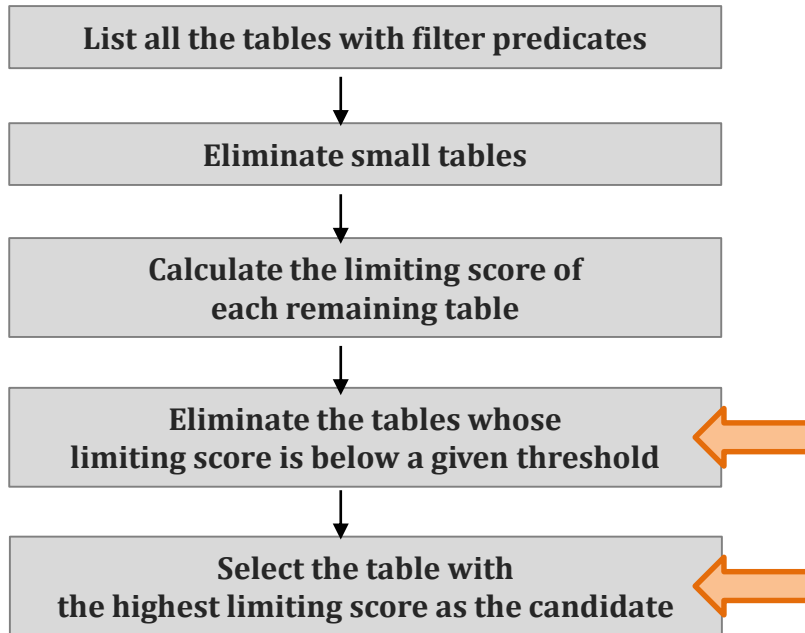 List all the tables with filter predicates
Eliminate small tables
Calculate the limiting score of
each remaining table
Eliminate the tables whose
limiting score is below a given threshold
Select the table with
the highest limiting score as the candidate